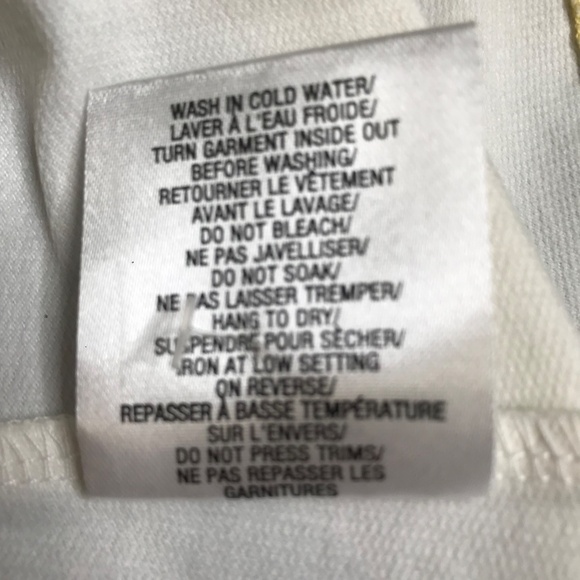 WASH IN COLD WATER/
LAVER À L'EAU FROIDE/
TURN GARMENT INSIDE OUT
BEFORE WASHING/
RETOURNER LE VÊTEMENT
AVANT LE LAVAGE/
DO NOT BLEACH/
NE PAS JAVELLISER/
DO NOT SOAK/
NE PAS LAISSER TREMPER/
HANG TO DRY/
SUSPENDRE POUR SÈCHER/
IRON AT LOW SETTING
ON REVERSE/
REPASSER À BASSE TEMPÉRATURE
SUR L'ENVERS/
DO NOT PRESS TRIMS/
NE PAS REPASSER LES
GARNITURES